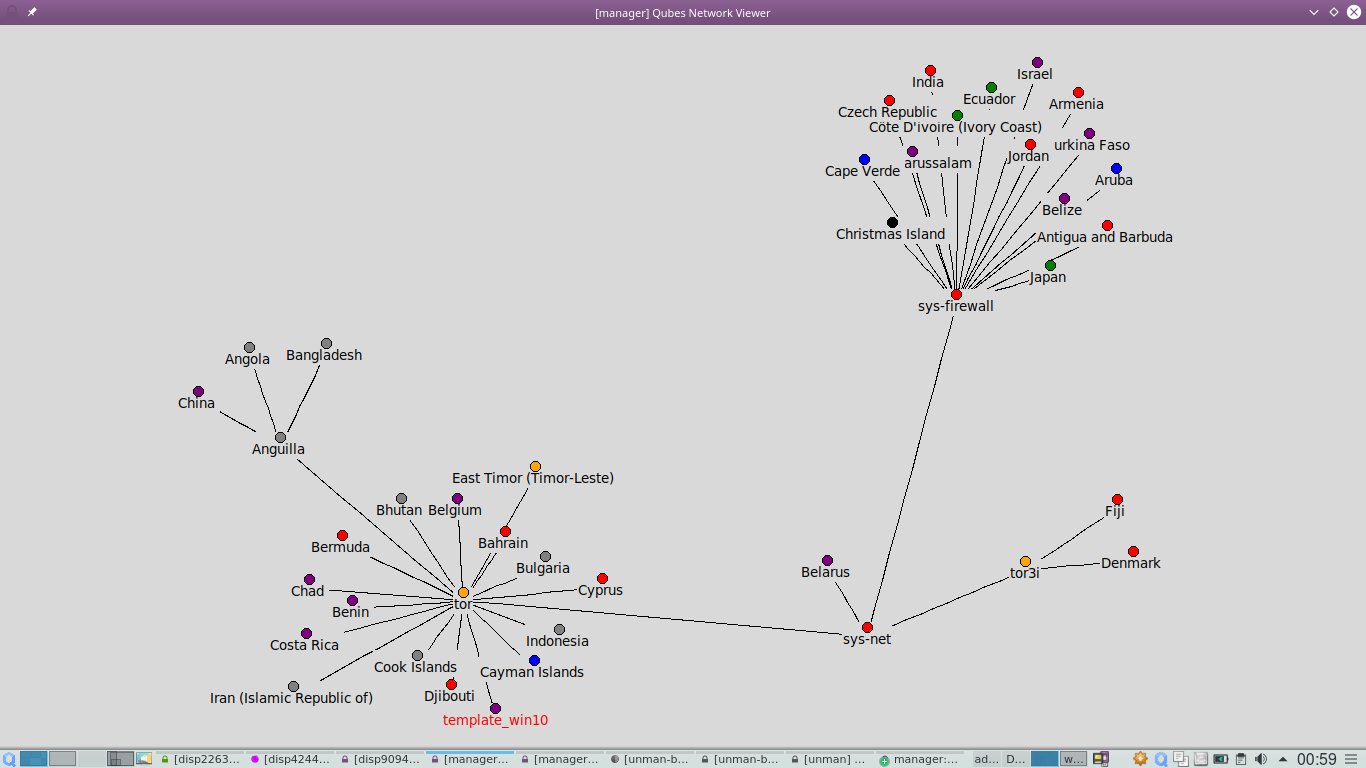 [manager] Qubes Network Viewer
India
Israel
Ecuador
Armenia
Czech Republic
Côte D'ivoire (Ivory Coast)
urkina Faso
Jordan
arussalam
Cape Verde
Aruba
Belize
Christmas Island
Antigua and Barbuda
Japan
sys-firewall
Angola
Bangladesh
China
Anguilla
East Timor (Timor-Leste)
Bhutan
Belgium
Fiji
Bermuda
Bahrain
Bulgaria
Denmark
Belarus
tor3i
Chad
Cyprus
tor
Benin
Costa Rica
Indonesia
sys-net
Cook Islands
Cayman Islands
Iran (Islamic Republic of)
Djibouti
template_win10
[disp2263... [disp4244... [disp9094... [manager... [manager... [unman-b... [unman-b... [unman] ... manager:... ad... D... w... 00:59